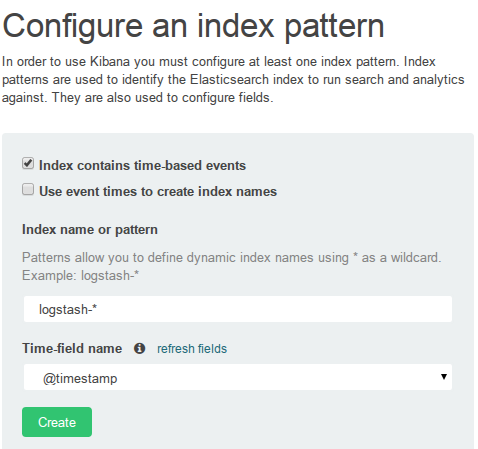 Configure an index pattern
In order to use Kibana you must configure at least one index pattern. Index
patterns are used to identify the Elasticsearch index to run search and analytics
against. They are also used to configure fields.
Index contains time-based events
Use event times to create index names
Index name or pattern
Patterns allow you to define dynamic index names using * as a wildcard.
Example: logstash-*
logstash-*
Time-field name refresh fields
@timestamp
Create